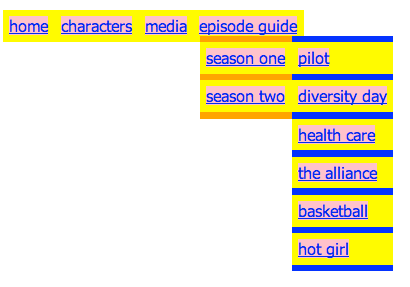 home characters media episode guide
season one pilot
season two diversity day
health care
the alliance
basketball
hot girl